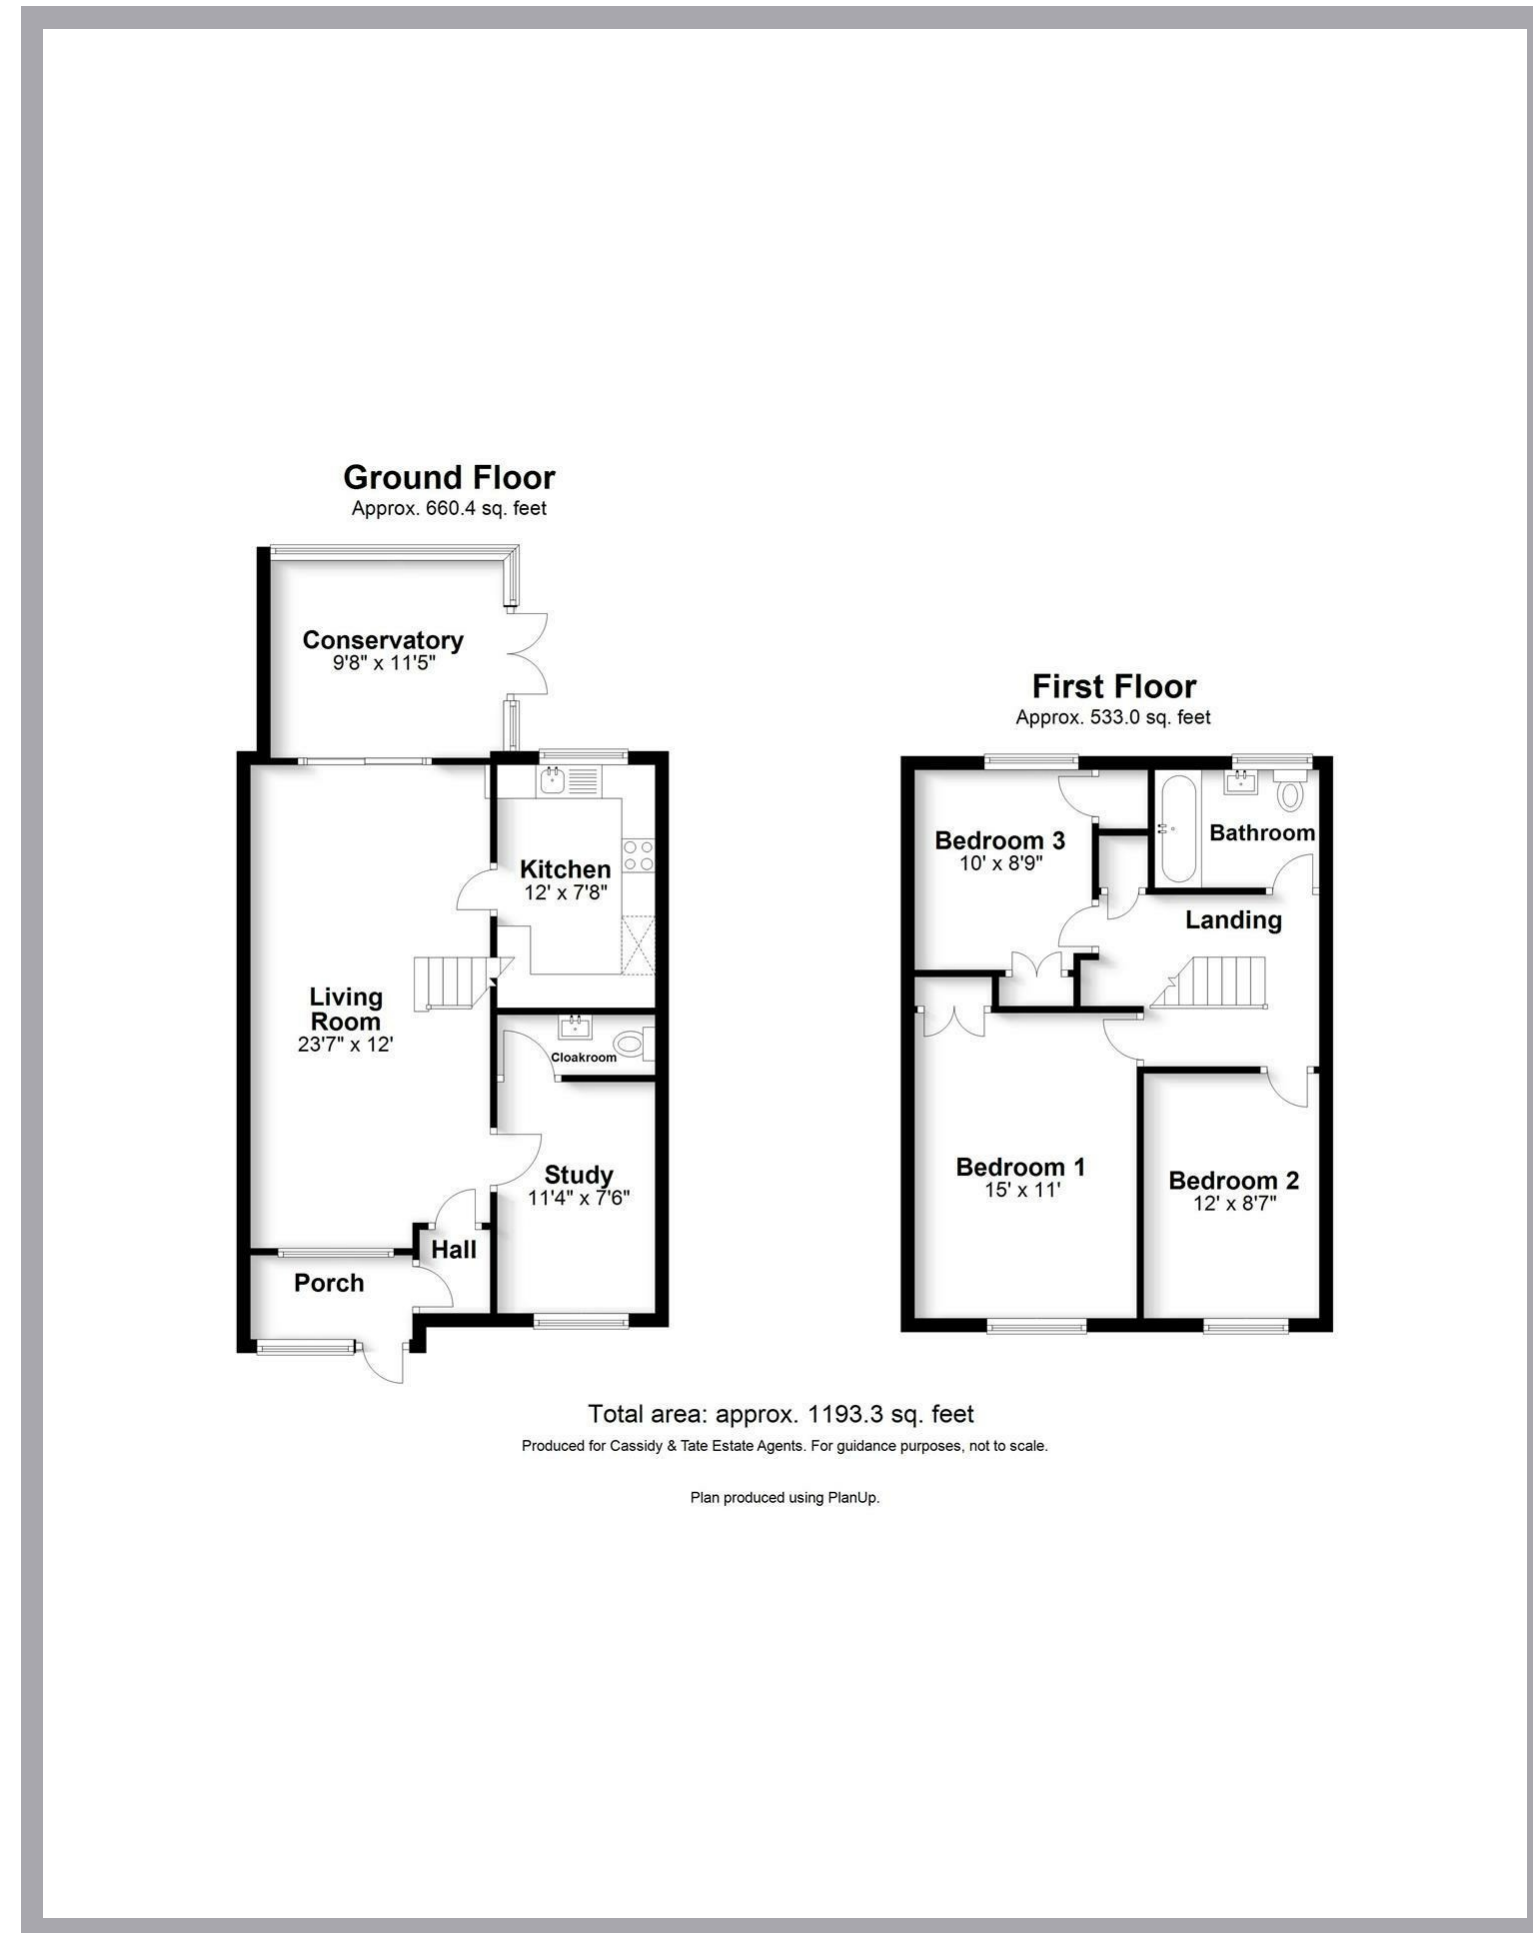 Ground Floor
Approx. 660.4 sq. feet
Conservatory
9'8" x 11'5"
Kitchen
12' x 7'8"
Living
Room
23'7" x 12'
Cloakroom
Study
11'4" x 7'6"
Hall
Porch
First Floor
Approx. 533.0 sq. feet
Bedroom 3
10' x 8'9"
Bathroom
Landing
Bedroom 1
15' x 11'
Bedroom 2
12' x 8'7"
Total area: approx. 1193.3 sq. feet
Produced for Cassidy & Tate Estate Agents. For guidance purposes, not to scale.
Plan produced using PlanUp.